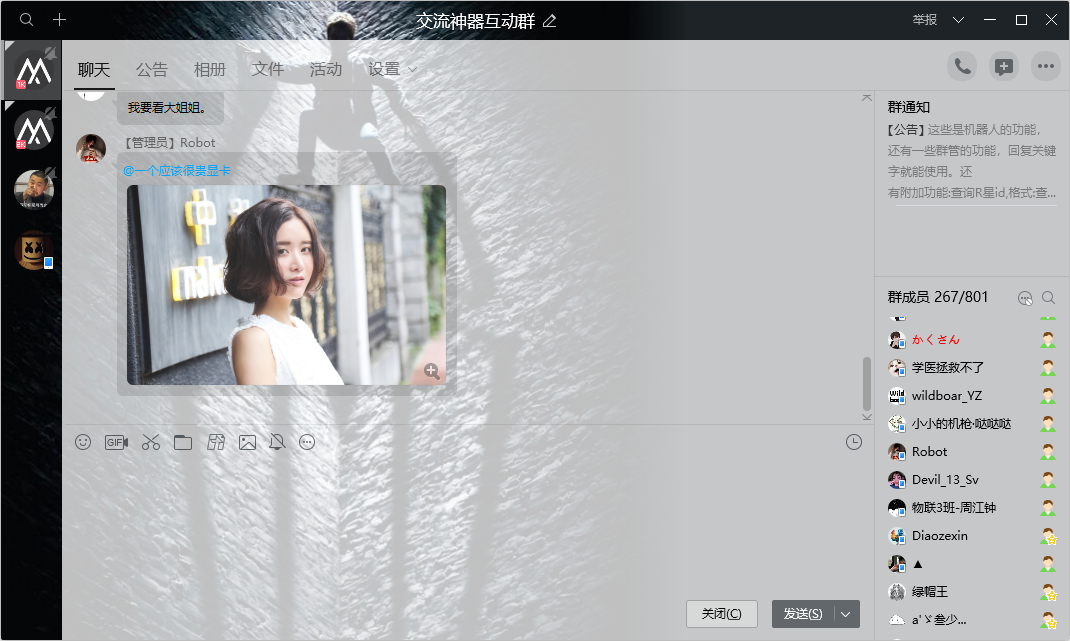 交流神器互动群
举报
聊天 公告 相册 文件 活动 设置
1K
2K
我要看大姐姐。
【管理员】Robot
@一个应该很贵显卡
GIF
关闭(C)
发送(S)
群通知
【公告】这些是机器人的功能，
还有一些群管的功能，回复关键
字就能使用。还
有附加功能:查询R星id,格式:查...
群成员 267/801
かくさん
学医拯救不了
wildboar_YZ
小小的机枪·哒哒哒
Robot
Devil_13_Sv
物联3班-周江钟
Diaozexin
▲
绿帽王
a'ヾ叁少...